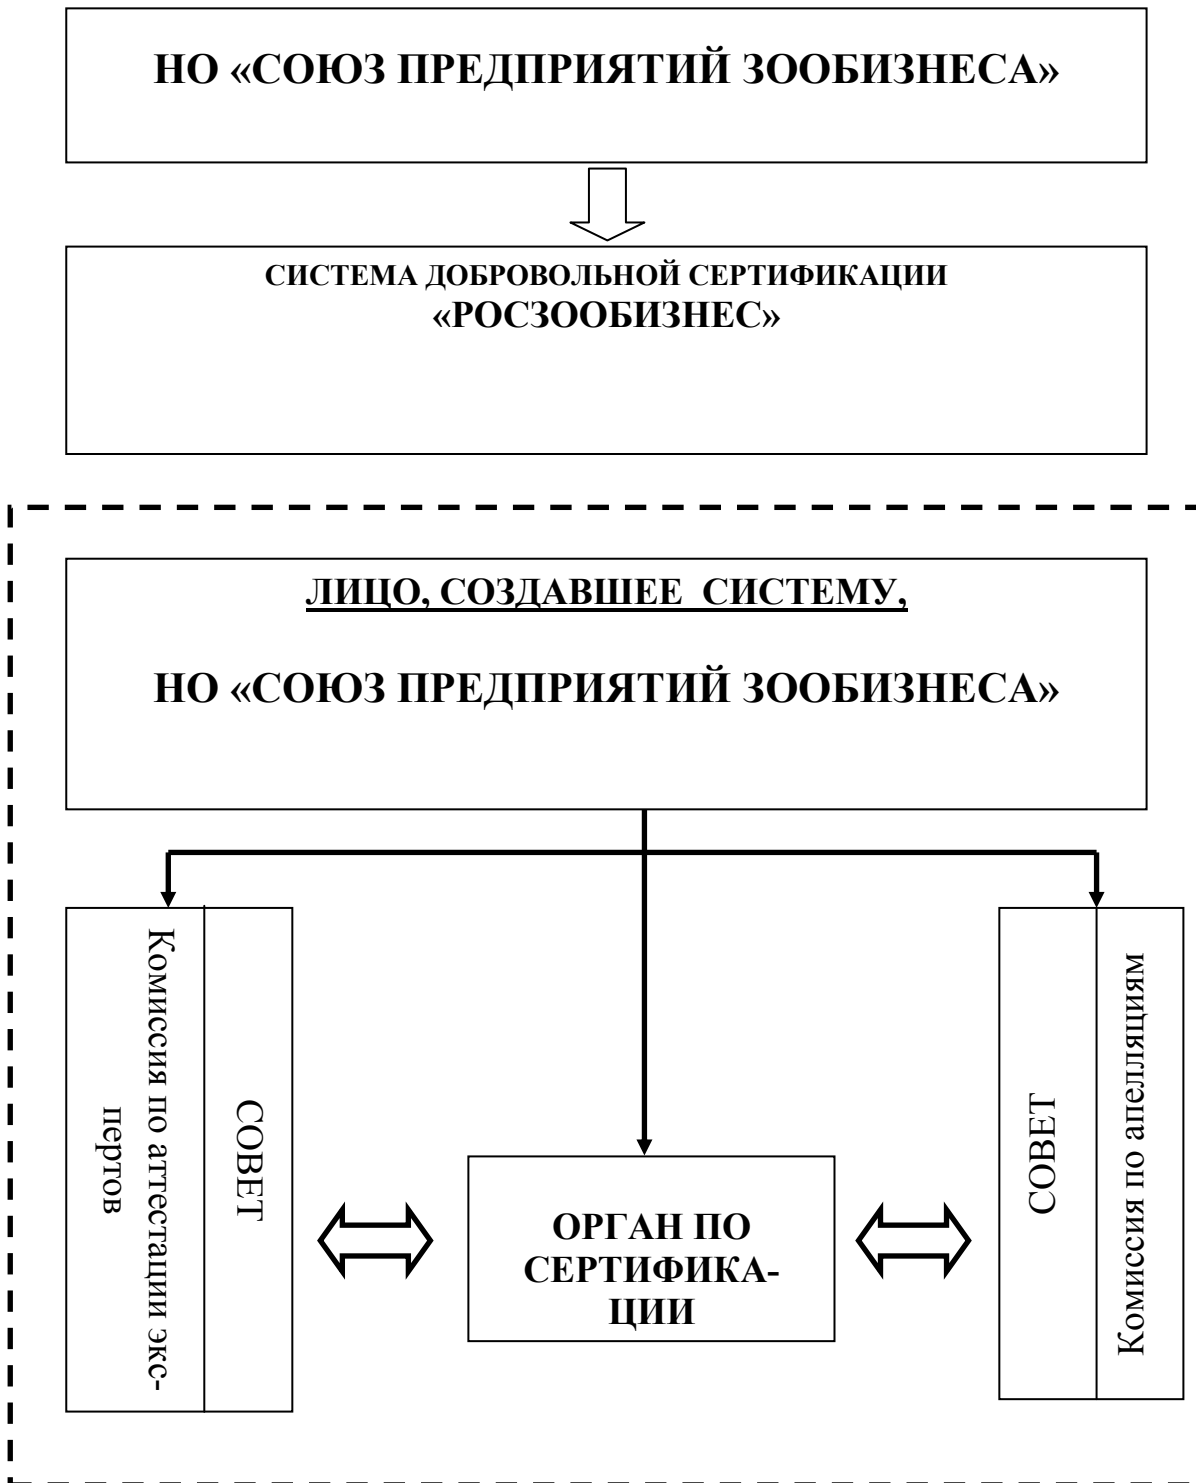 НО «СОЮЗ ПРЕДПРИЯТИЙ ЗООБИЗНЕСА»
СИСТЕМА ДОБРОВОЛЬНОЙ СЕРТИФИКАЦИИ
«РОСЗООБИЗНЕС»
ЛИЦО, СОЗДАВШЕЕ СИСТЕМУ,
НО «СОЮЗ ПРЕДПРИЯТИЙ ЗООБИЗНЕСА»
Комиссия по аттестации экс-
пертов
СОВЕТ
ОРГАН ПО
СЕРТИФИКА-
ЦИИ
СОВЕТ
Комиссия по апелляциям